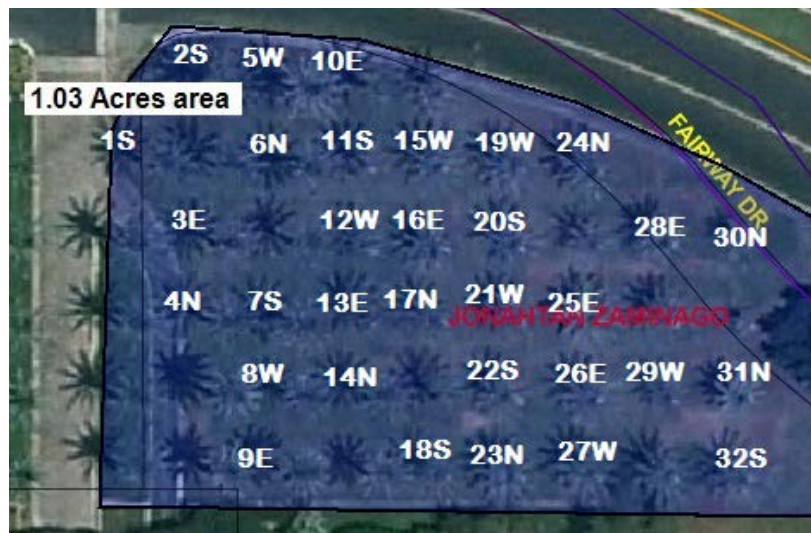 2S 5W 10E
1.03 Acres area
FAIRWAY DR
1S 6N 11S 15W 19W 24N
3E 12W 16E 20S 28E 30N
4N 7S 13E 17N 21W 25E
JONAHTAN ZAMINAGO
8W 14N 22S 26E 29W 31N
9E 18S 23N 27W 32S